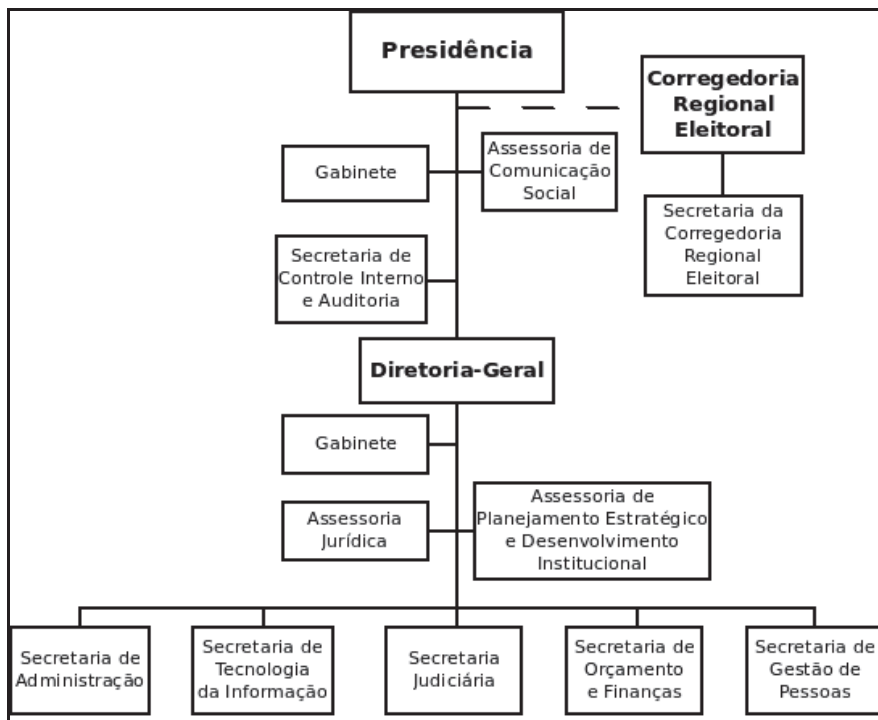 Presidência
Corregedoria
Regional
Eleitoral
Gabinete
Assessoria de
Comunicação
Social
Secretaria da
Corregedoria
Regional
Eleitoral
Secretaria de
Controle Interno
e Auditoria
Diretoria-Geral
Gabinete
Assessoria
Jurídica
Assessoria de
Planejamento Estratégico
e Desenvolvimento
Institucional
Secretaria de
Administração
Secretaria de
Tecnologia
da Informação
Secretaria
Judiciária
Secretaria de
Orçamento
e Finanças
Secretaria de
Gestão de
Pessoas